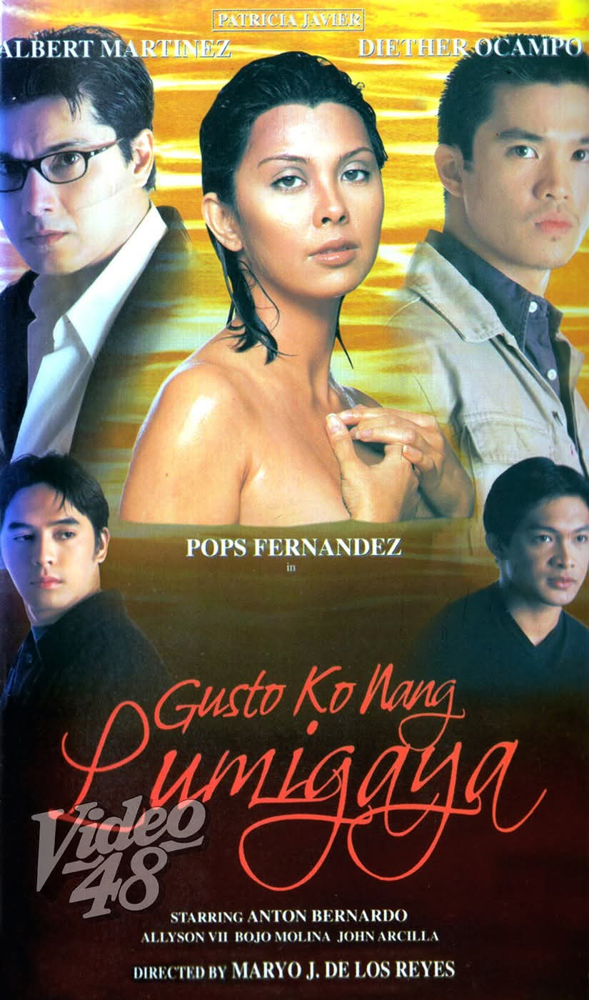 PATRICIA JAVIER
ALBERT MARTINEZ
DIETHER OCAMPO
POPS FERNANDEZ
in
Gusto Ko Nang
Lumigaya
Video
48
STARRING ANTON BERNARDO
ALLYSON VII BOJO MOLINA JOHN ARCILLA
DIRECTED BY MARYO J. DE LOS REYES